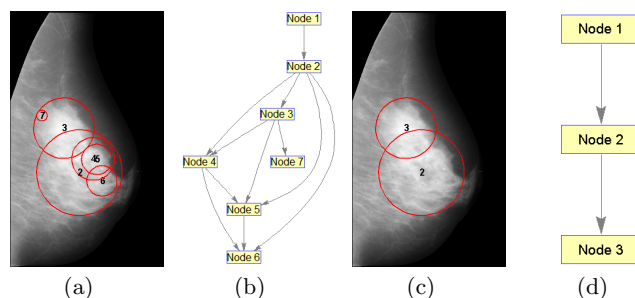 7
3
45
2
6
Node 1
Node 2
Node 3
Node 4
Node 7
Node 5
Node 6
3
2
Node 1
Node 2
Node 3
(a) (b) (c) (d)